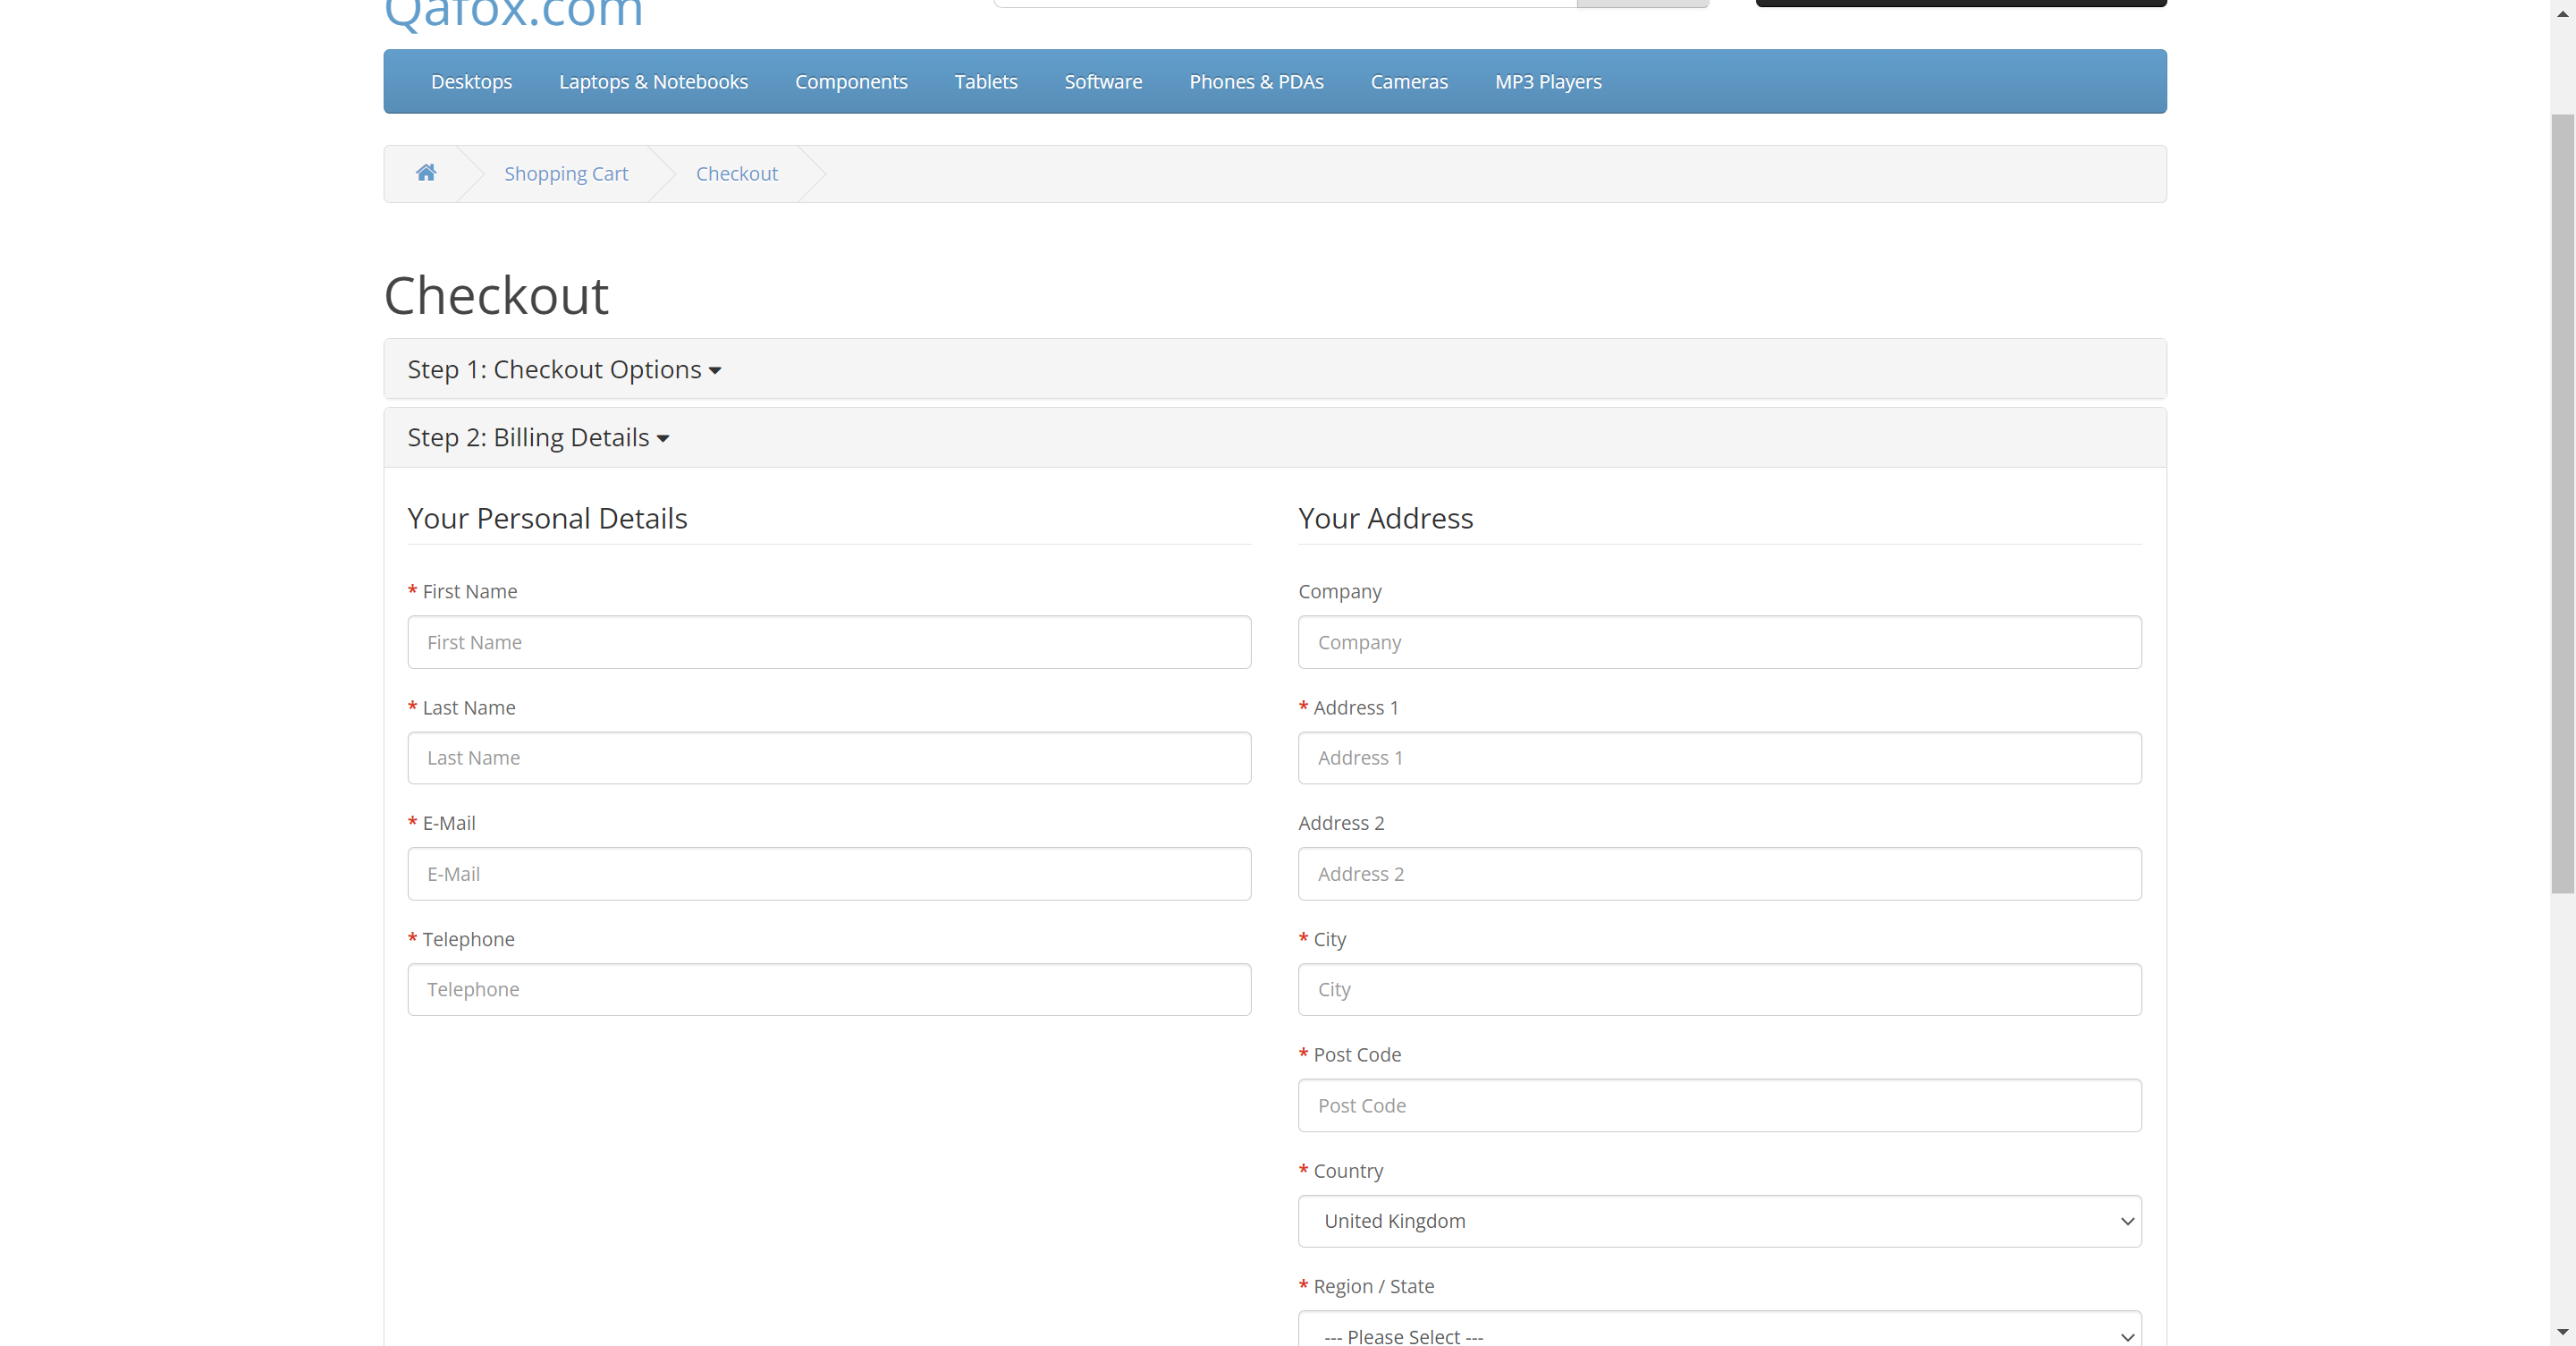 Qafox.com
Desktops Laptops & Notebooks Components Tablets Software Phones & PDAs Cameras MP3 Players
Shopping Cart Checkout
Checkout
Step 1: Checkout Options
Step 2: Billing Details
Your Personal Details
* First Name
First Name
* Last Name
Last Name
* E-Mail
E-Mail
* Telephone
Telephone
Your Address
Company
Company
* Address 1
Address 1
Address 2
Address 2
* City
City
* Post Code
Post Code
* Country
United Kingdom
* Region / State
--- Please Select ---